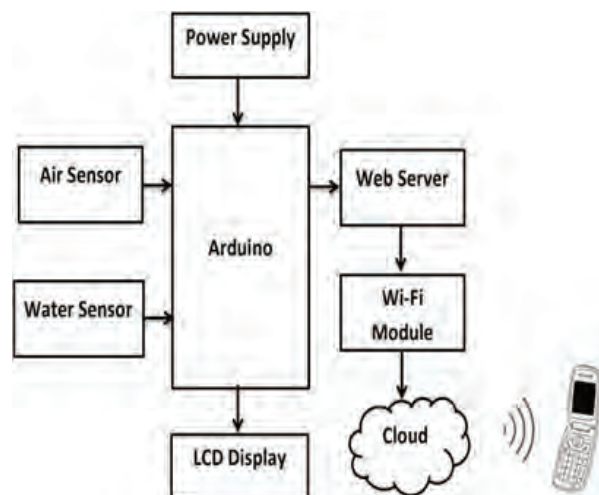 Power Supply
Air Sensor
Web Server
Arduino
Water Sensor
Wi-Fi
Module
Cloud
LCD Display